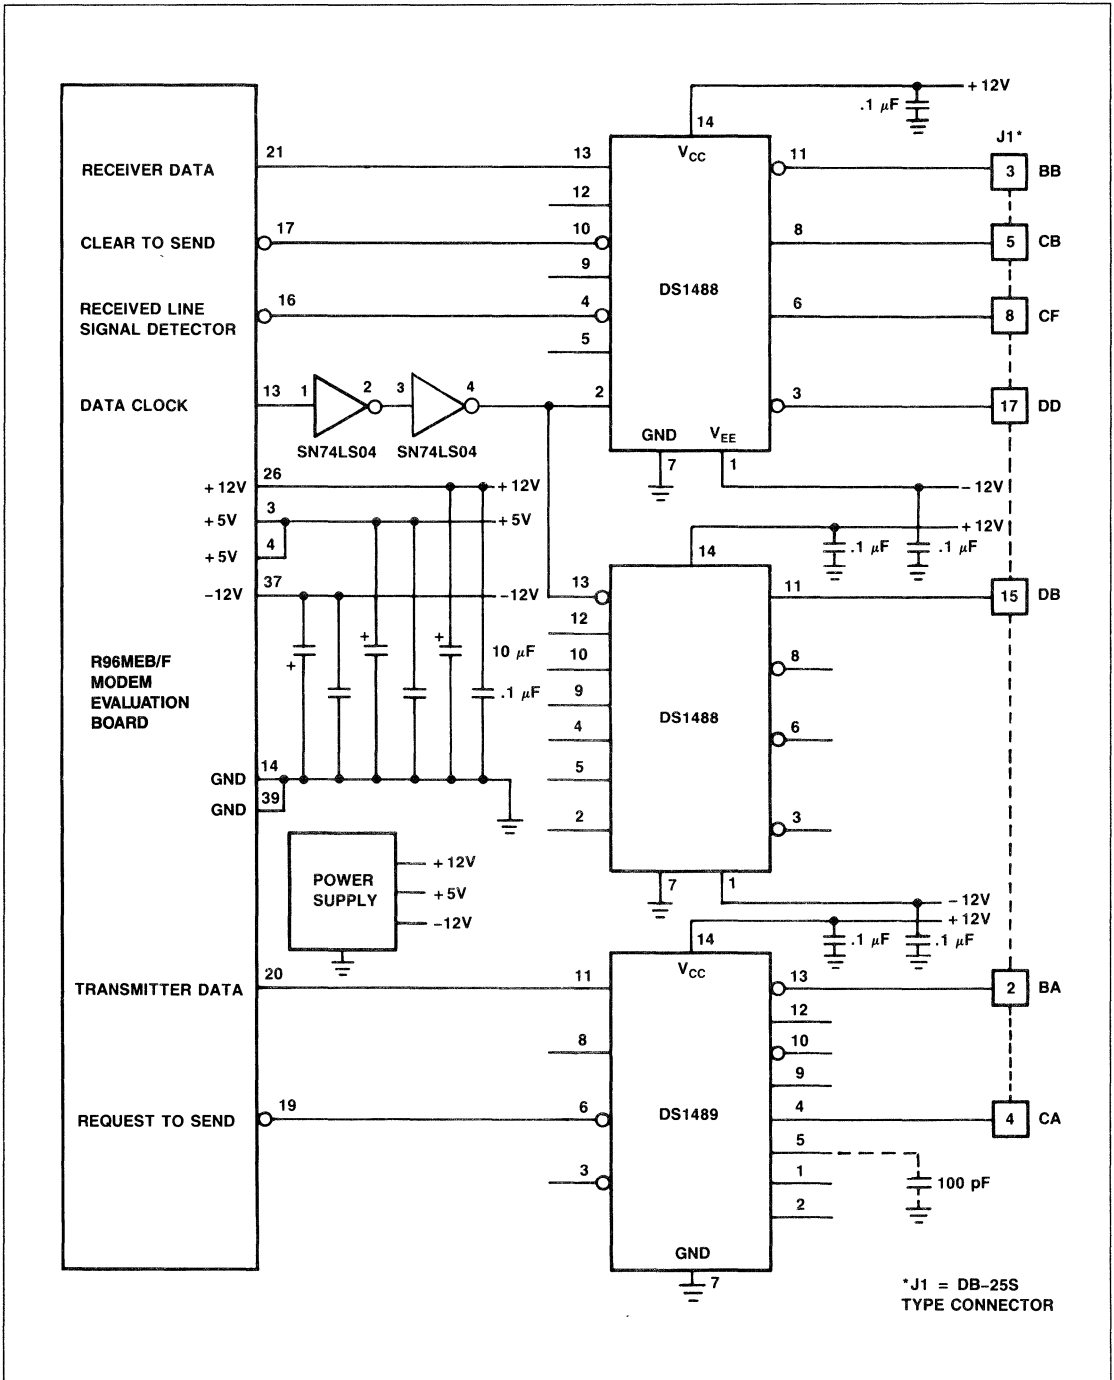 +12V
.1 μF
14
J1*
VCC
RECEIVER DATA
21
13
11
3
BB
12
CLEAR TO SEND
17
10
8
5
CB
9
DS1488
RECEIVED LINE
SIGNAL DETECTOR
16
4
6
8
CF
5
DATA CLOCK
13
1
2
3
4
2
3
17
DD
SN74LS04
SN74LS04
GND
VEE
7
1
+12V
26
+12V
-12V
+5V
3
+5V
+12V
+5V
4
14
.1 μF
.1 μF
-12V
37
-12V
13
11
15
DB
12
+
+
+
10 μF
10
8
.1 μF
9
DS1488
4
6
R96MEB/F
MODEM
EVALUATION
BOARD
GND
14
5
GND
39
2
3
POWER
SUPPLY
+12V
+5V
-12V
7
1
-12V
+12V
14
.1 μF
.1 μF
VCC
TRANSMITTER DATA
20
11
13
2
BA
12
8
10
9
DS1489
REQUEST TO SEND
19
6
4
4
CA
5
3
1
100 pF
2
GND
7
*J1 = DB-25S
TYPE CONNECTOR